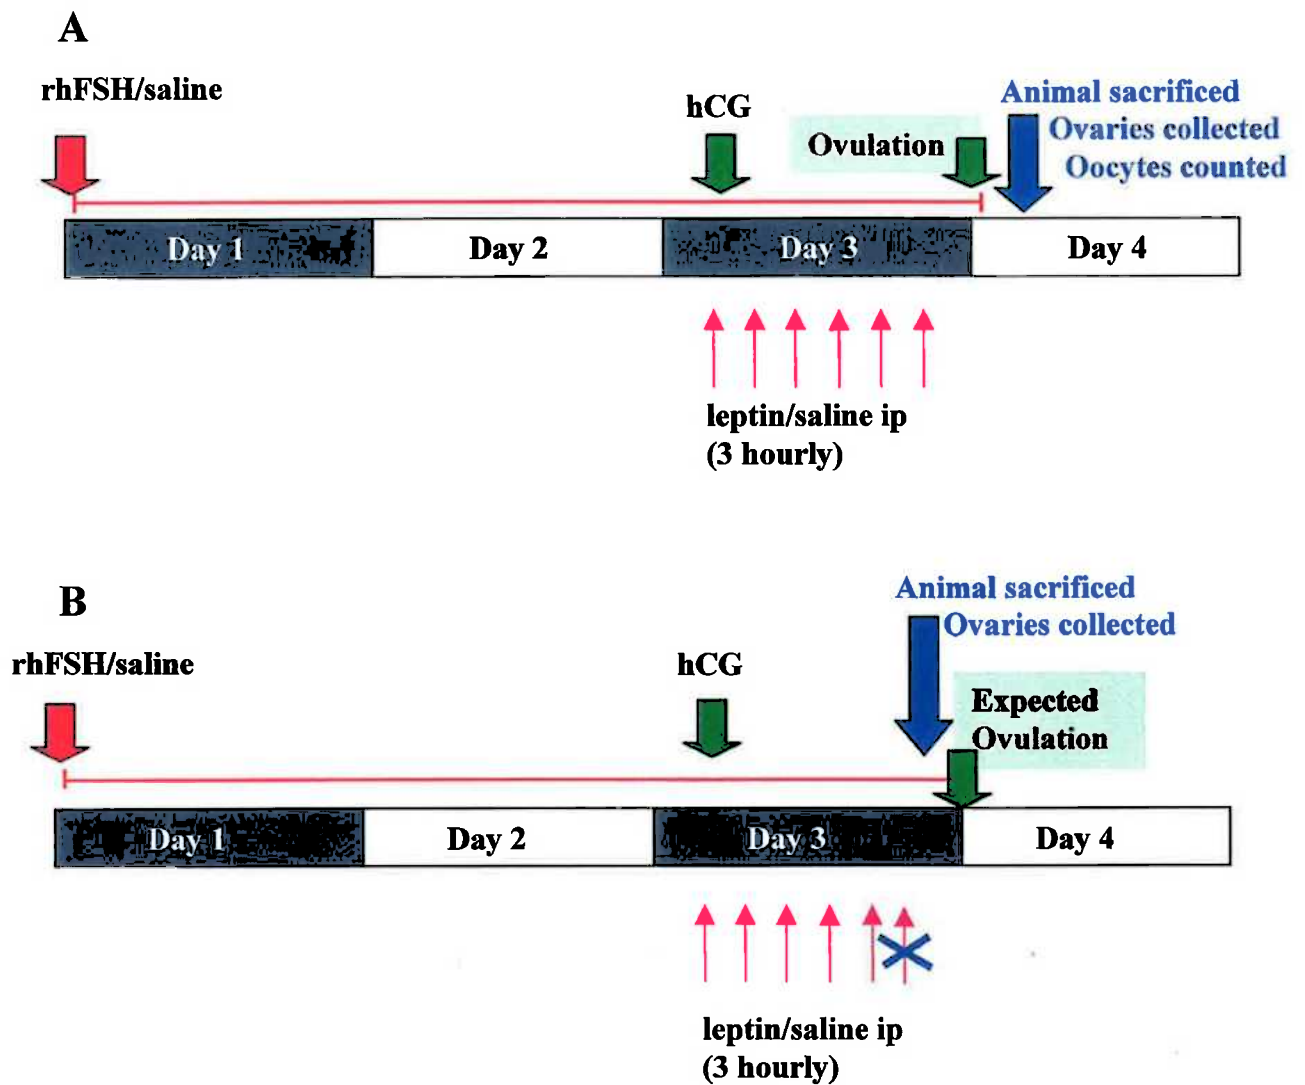 A
rhFSH/saline
hCG
Ovulation
Animal sacrificed
Ovaries collected
Oocytes counted
Day 1
Day 2
Day 3
Day 4
leptin/saline ip
(3 hourly)
B
rhFSH/saline
hCG
Animal sacrificed
Ovaries collected
Expected
Ovulation
Day 1
Day 2
Day 3
Day 4
leptin/saline ip
(3 hourly)